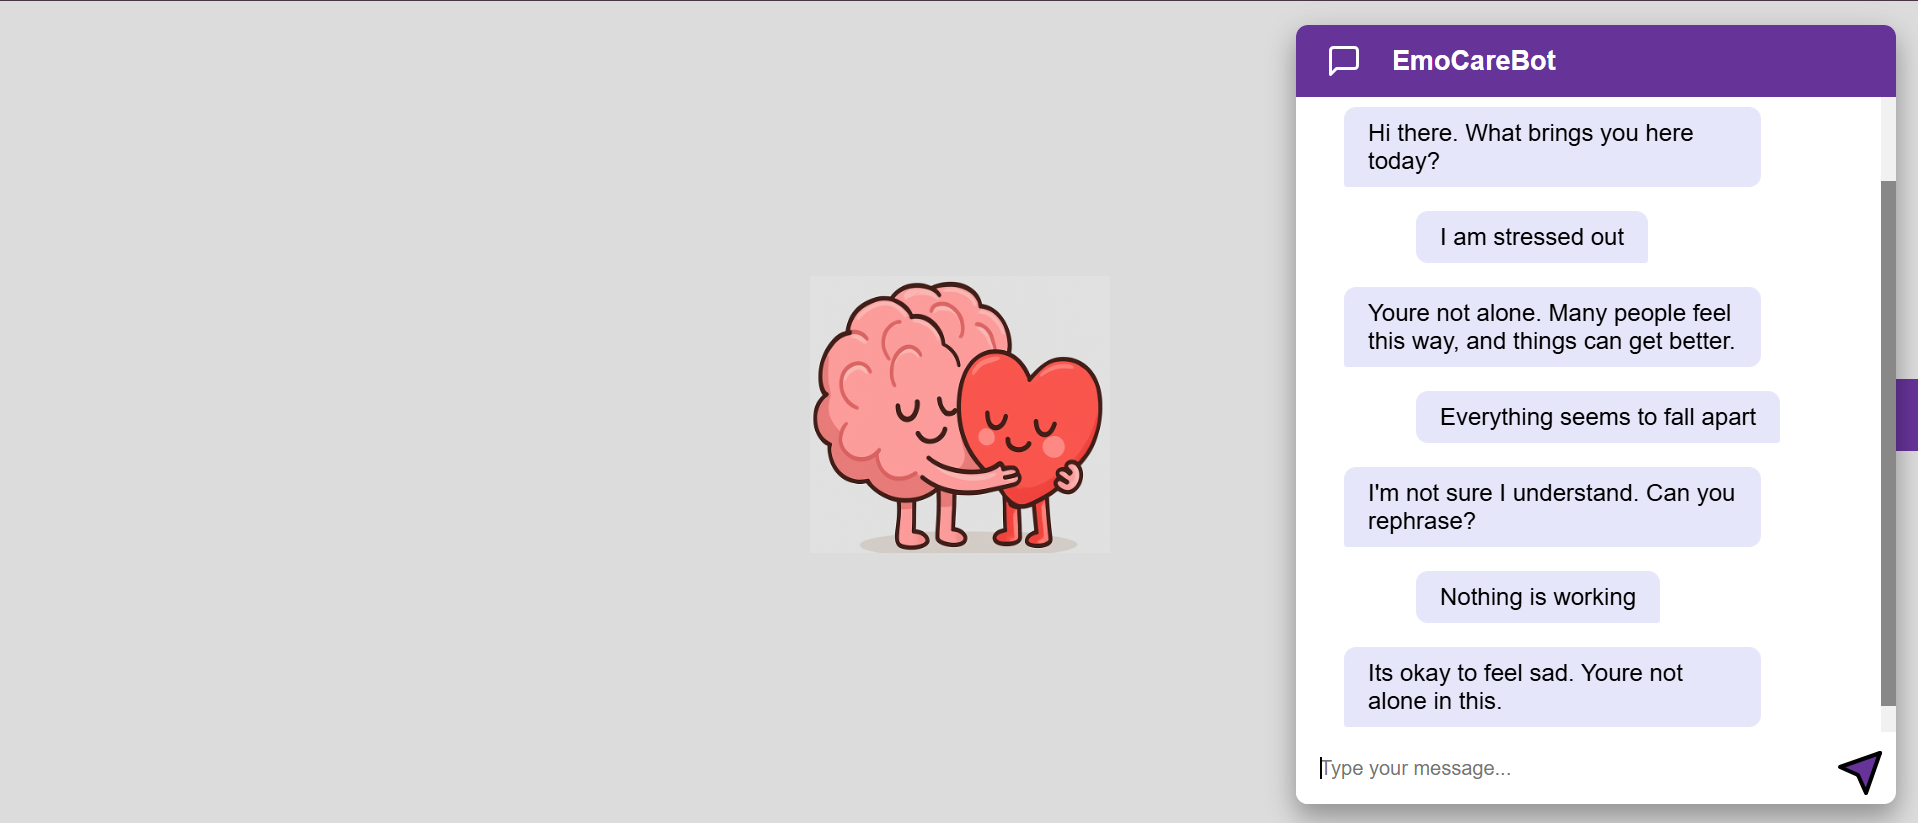 EmoCareBot
Hi there. What brings you here
today?
I am stressed out
Youre not alone. Many people feel
this way, and things can get better.
Everything seems to fall apart
I'm not sure I understand. Can you
rephrase?
Nothing is working
Its okay to feel sad. Youre not
alone in this.
Type your message...